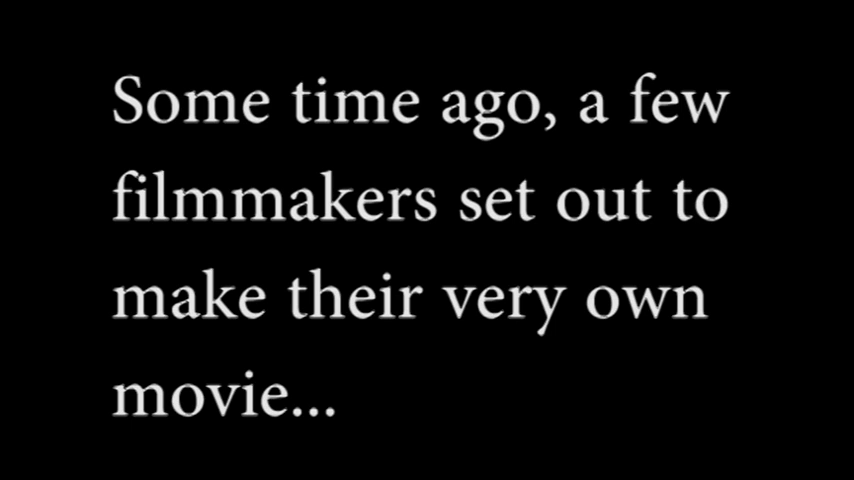 Some time ago, a few
filmmakers set out to
make their very own
movie...